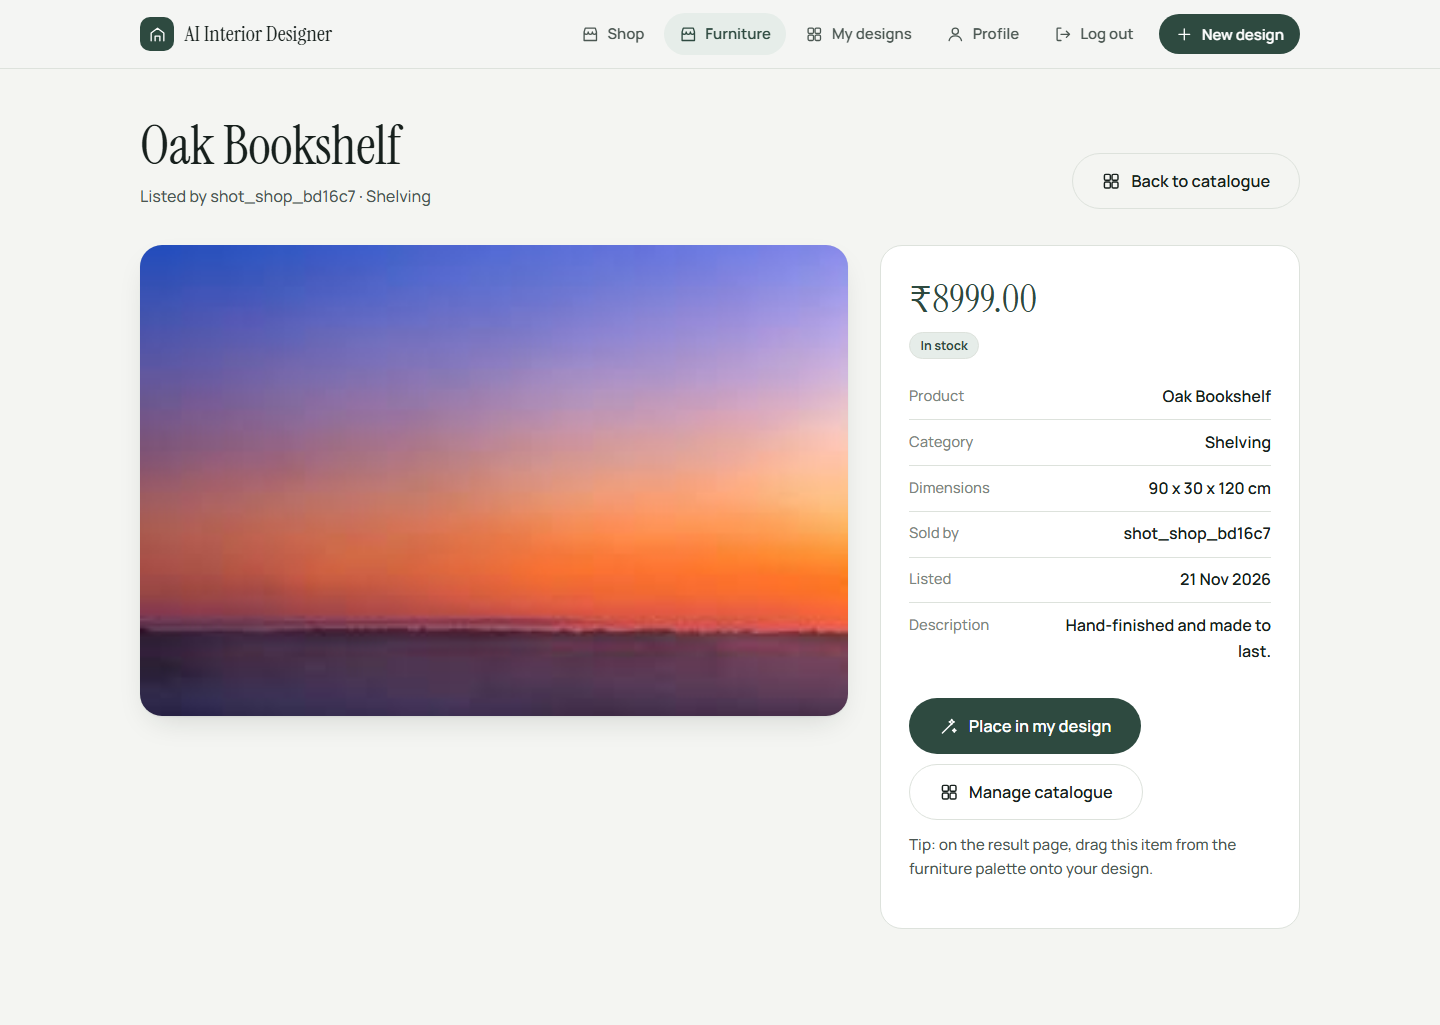 AI Interior Designer
Shop
Furniture
My designs
Profile
Log out
New design
Oak Bookshelf
Listed by shot_shop_bd16c7 · Shelving
Back to catalogue
₹8999.00
In stock
Product Oak Bookshelf
Category Shelving
Dimensions 90 x 30 x 120 cm
Sold by shot_shop_bd16c7
Listed 21 Nov 2026
Description Hand-finished and made to
last.
Place in my design
Manage catalogue
Tip: on the result page, drag this item from the
furniture palette onto your design.